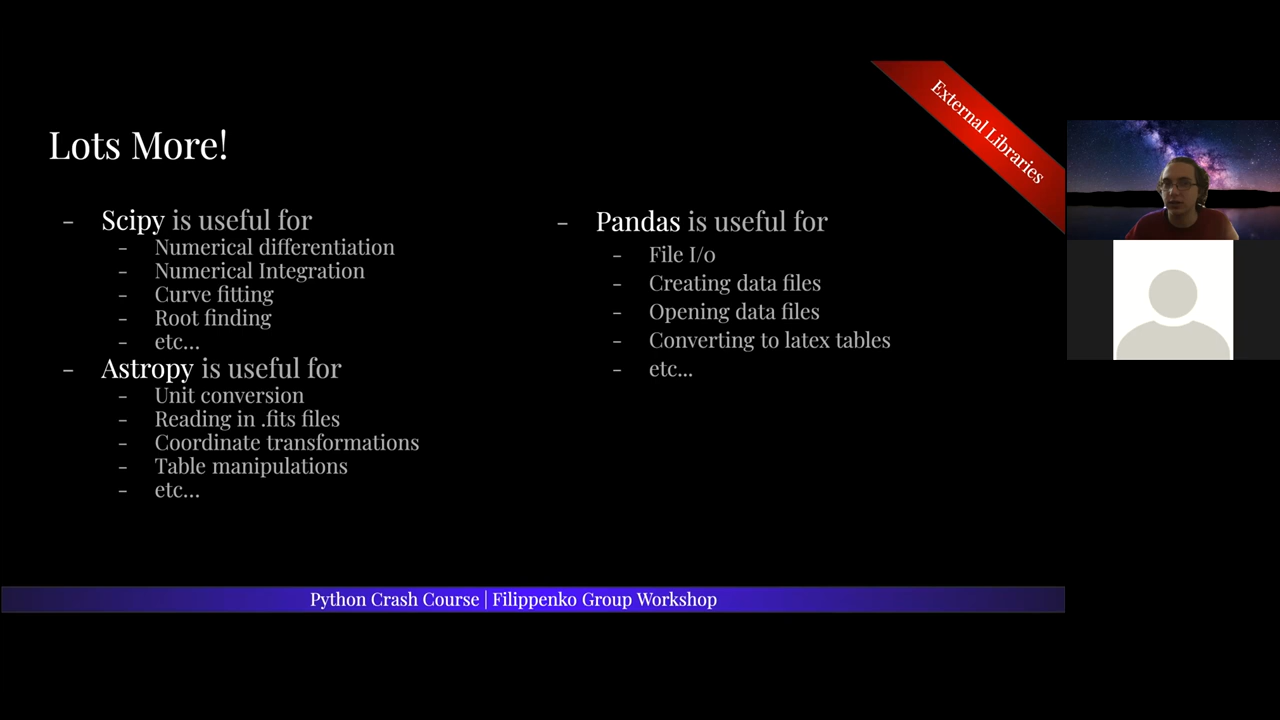 External Libraries
Lots More!
- Scipy is useful for
- Numerical differentiation
- Numerical Integration
- Curve fitting
- Root finding
- etc...
- Astropy is useful for
- Unit conversion
- Reading in .fits files
- Coordinate transformations
- Table manipulations
- etc...
- Pandas is useful for
- File I/o
- Creating data files
- Opening data files
- Converting to latex tables
- etc...
Python Crash Course | Filippenko Group Workshop